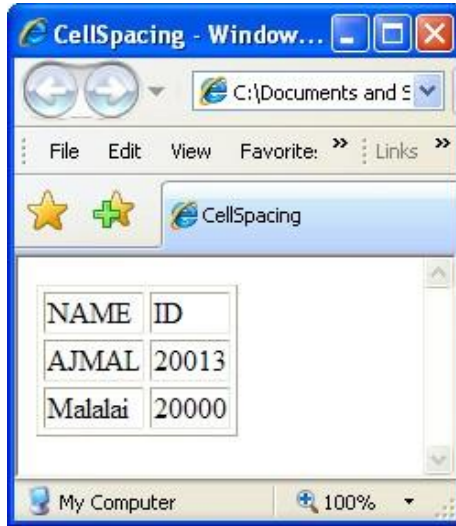 CellSpacing - Window...
C:\Documents and S
File Edit View Favorite: » Links »
CellSpacing
NAME ID
AJMAL 20013
Malalai 20000
My Computer 100%